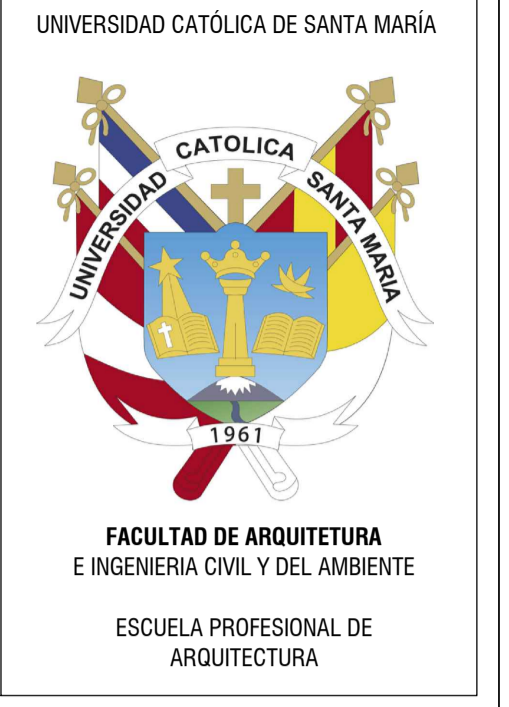 UNIVERSIDAD CATÓLICA DE SANTA MARÍA
UNIVERSIDAD CATOLICA SANTA MARIA
1961
FACULTAD DE ARQUITETURA
E INGENIERIA CIVIL Y DEL AMBIENTE
ESCUELA PROFESIONAL DE
ARQUITECTURA